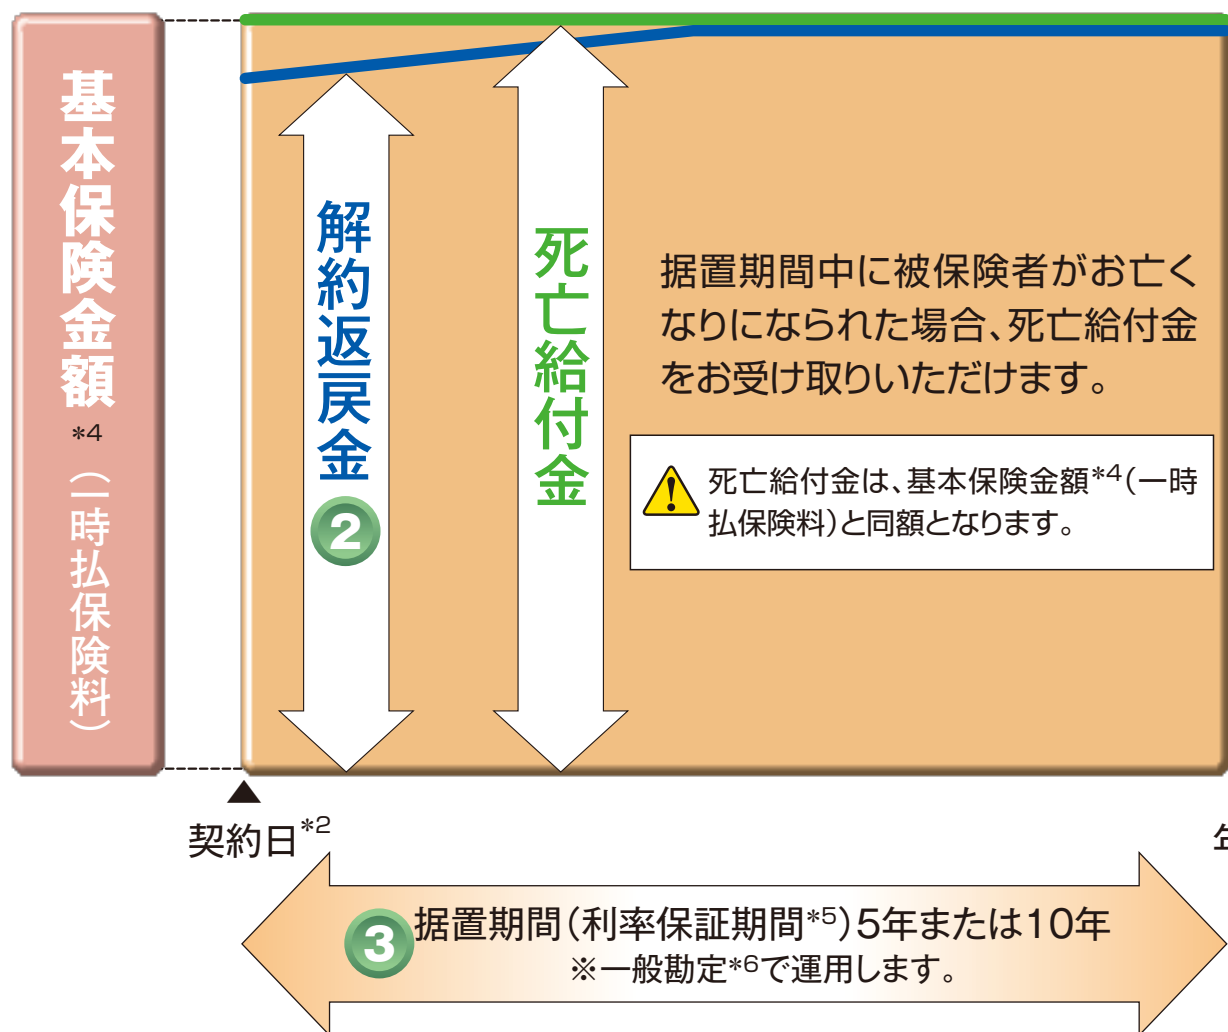 基本保険金額
*4
（一時払保険料）
解約返戻金
2
死亡給付金
据置期間中に被保険者がお亡く
なりになられた場合、死亡給付金
をお受け取りいただけます。
死亡給付金は、基本保険金額*4(一時
払保険料)と同額となります。
契約日*2
3
据置期間(利率保証期間*5)5年または10年
※一般勘定*6で運用します。